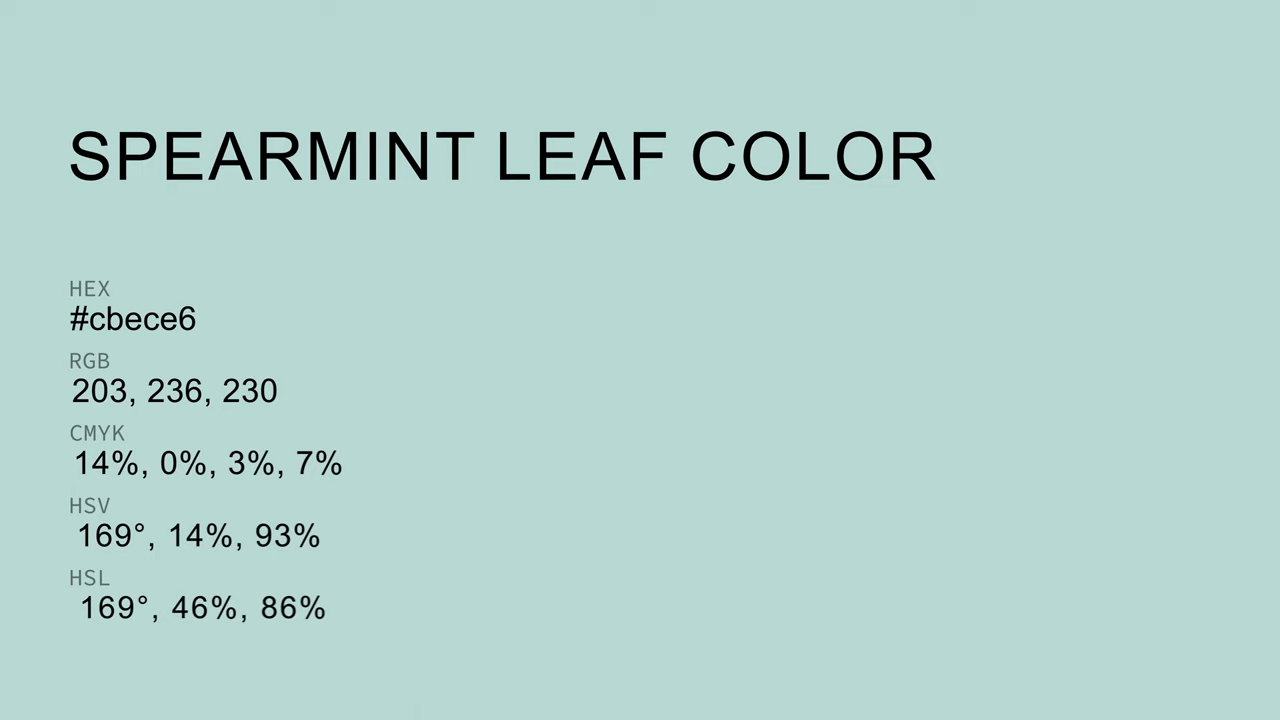 SPEARMINT LEAF COLOR
HEX
#cbece6
RGB
203, 236, 230
CMYK
14%, 0%, 3%, 7%
HSV
169°, 14%, 93%
HSL
169°, 46%, 86%